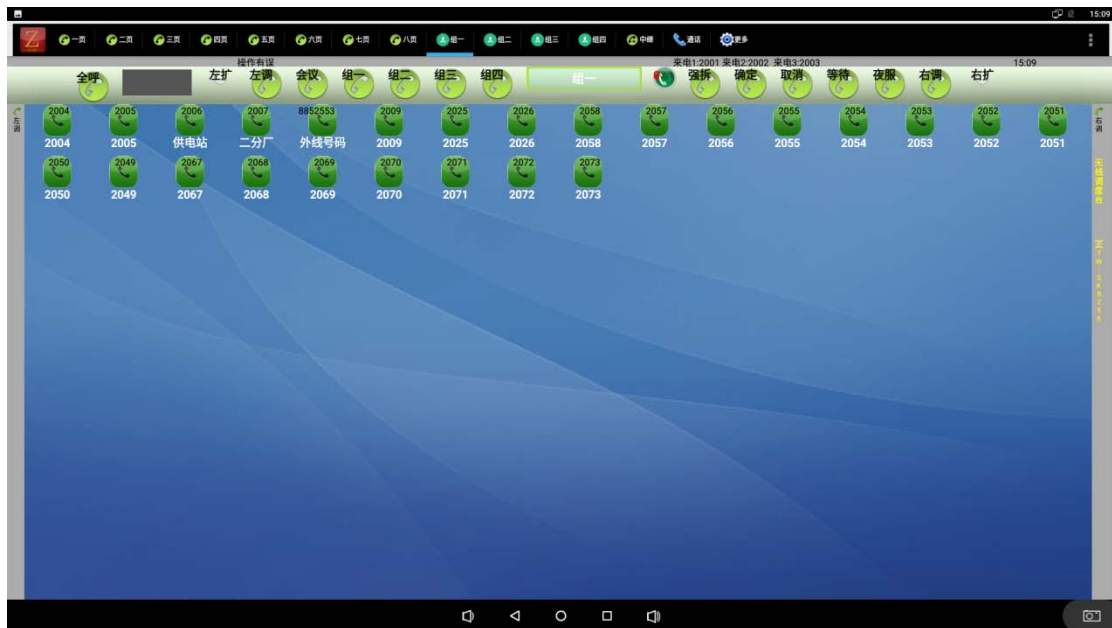 15:09
Z 一页 二页 三页 四页 五页 六页 七页 八页 组一 组二 组三 组四 中继 通话 更多
操作有误 来电1:2001 来电2:2002 来电3:2003 15:09
全呼 左扩 左调 会议 组一 组二 组三 组四 组一 强拆 确定 取消 等待 夜服 右调 右扩
左调
2004 2005 2006 2007 8852553 2009 2025 2026 2058 2057 2056 2055 2054 2053 2052 2051
2004 2005 供电站 二分厂 外线号码 2009 2025 2026 2058 2057 2056 2055 2054 2053 2052 2051
2050 2049 2067 2068 2069 2070 2071 2072 2073
2050 2049 2067 2068 2069 2070 2071 2072 2073
右调
无线调度台